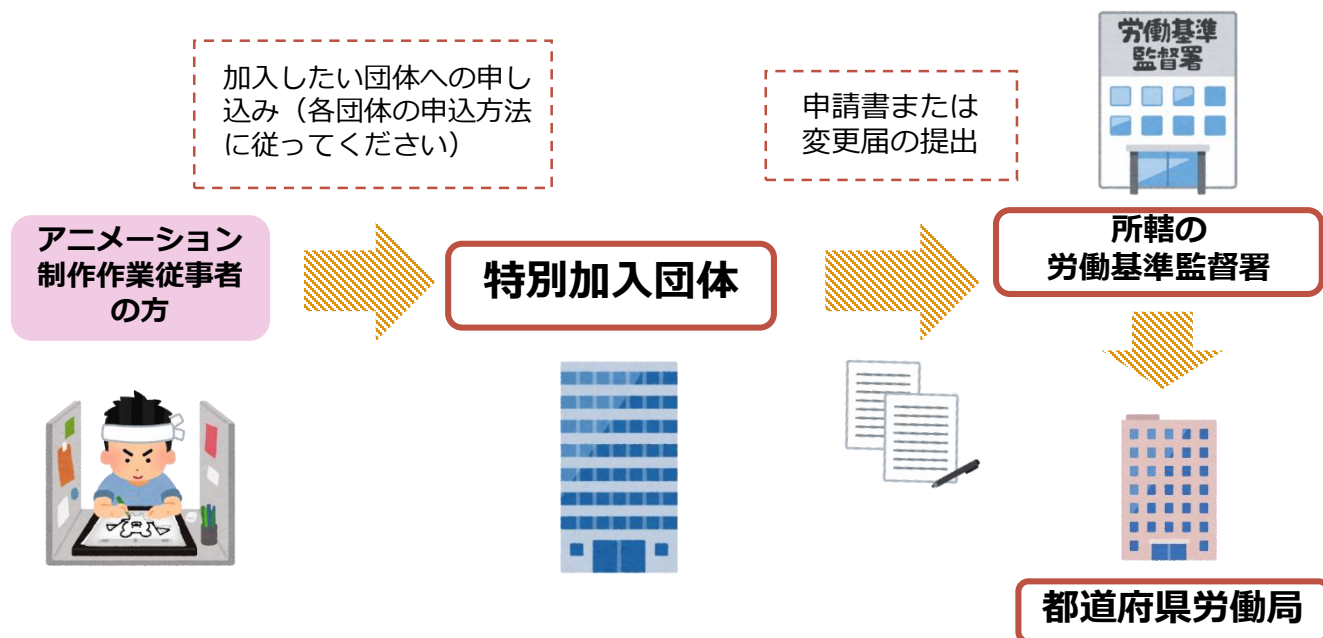 加入したい団体への申し
込み（各団体の申込方法
に従ってください）
申請書または
変更届の提出
労働基準
監督署
アニメーション
制作作業従事者
の方
特別加入団体
所轄の
労働基準監督署
都道府県労働局